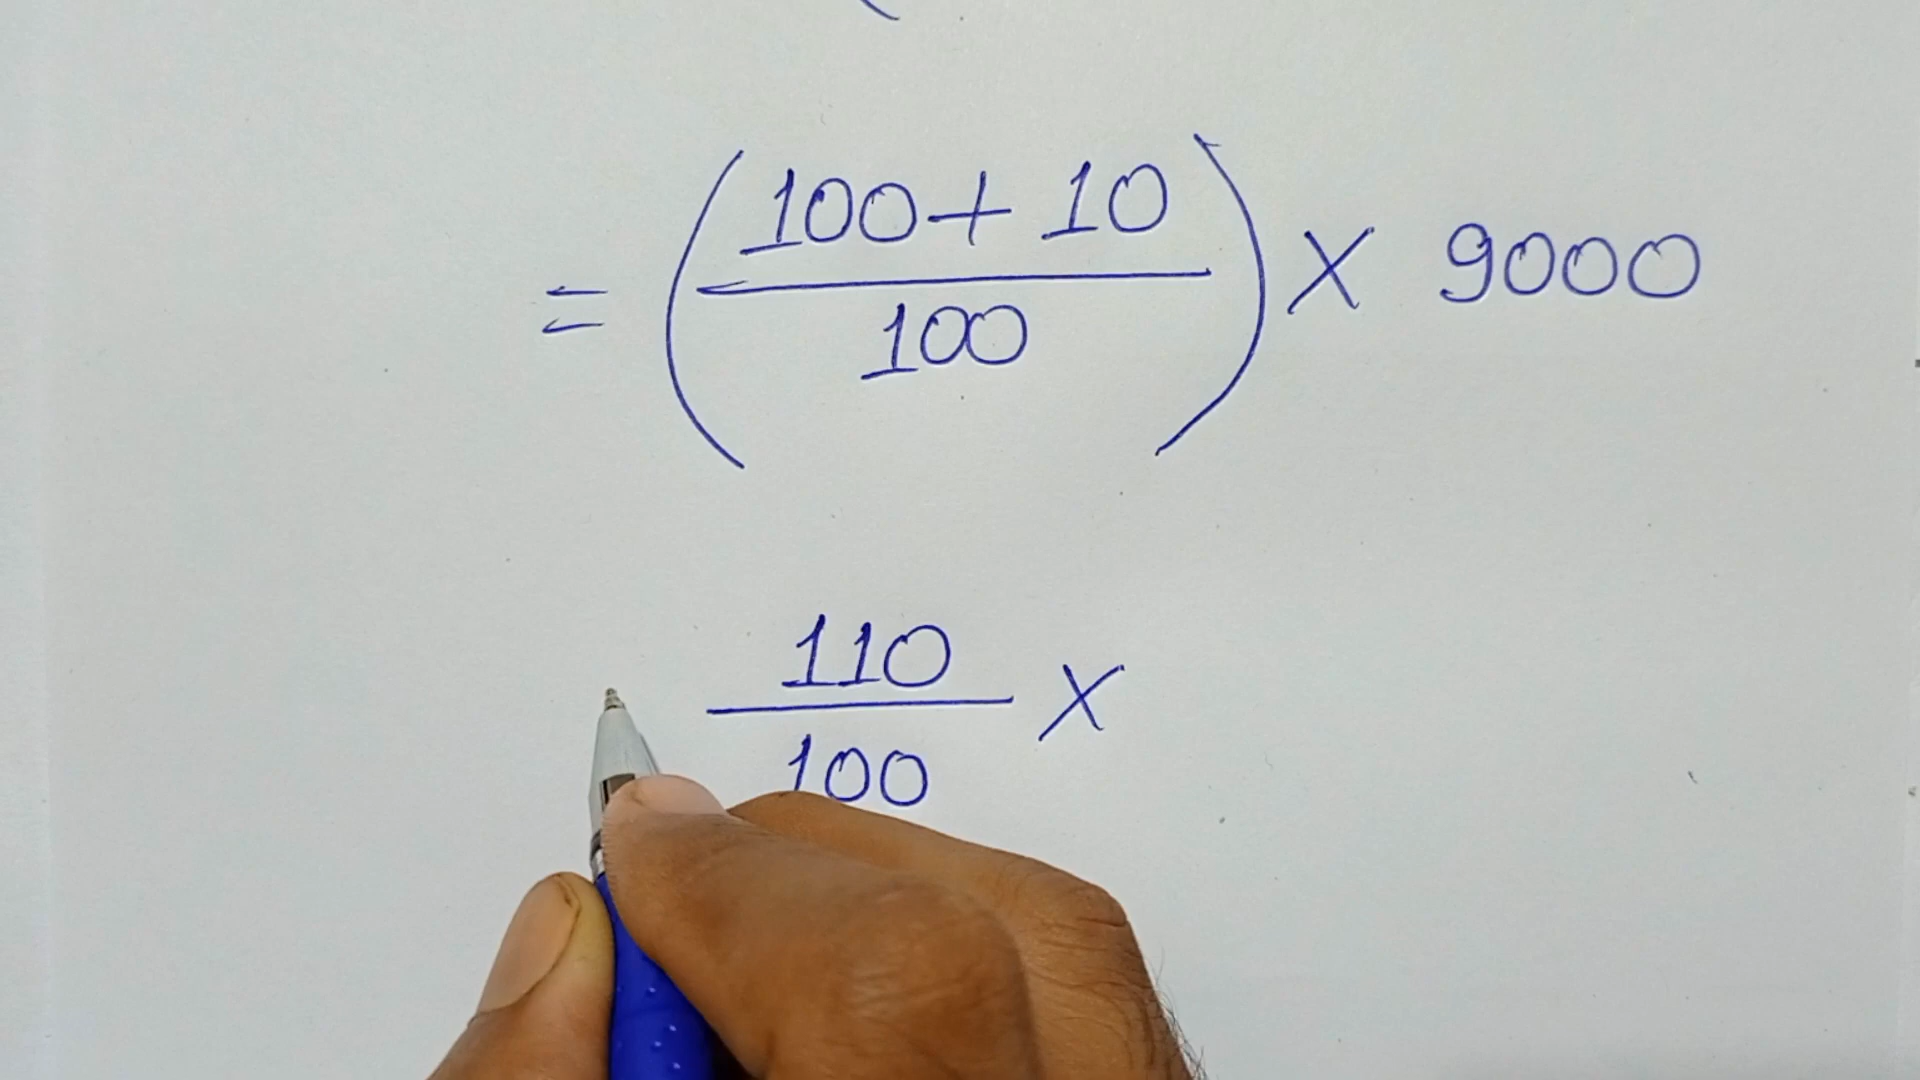 = (100+10/100) × 9000
110/100 ×